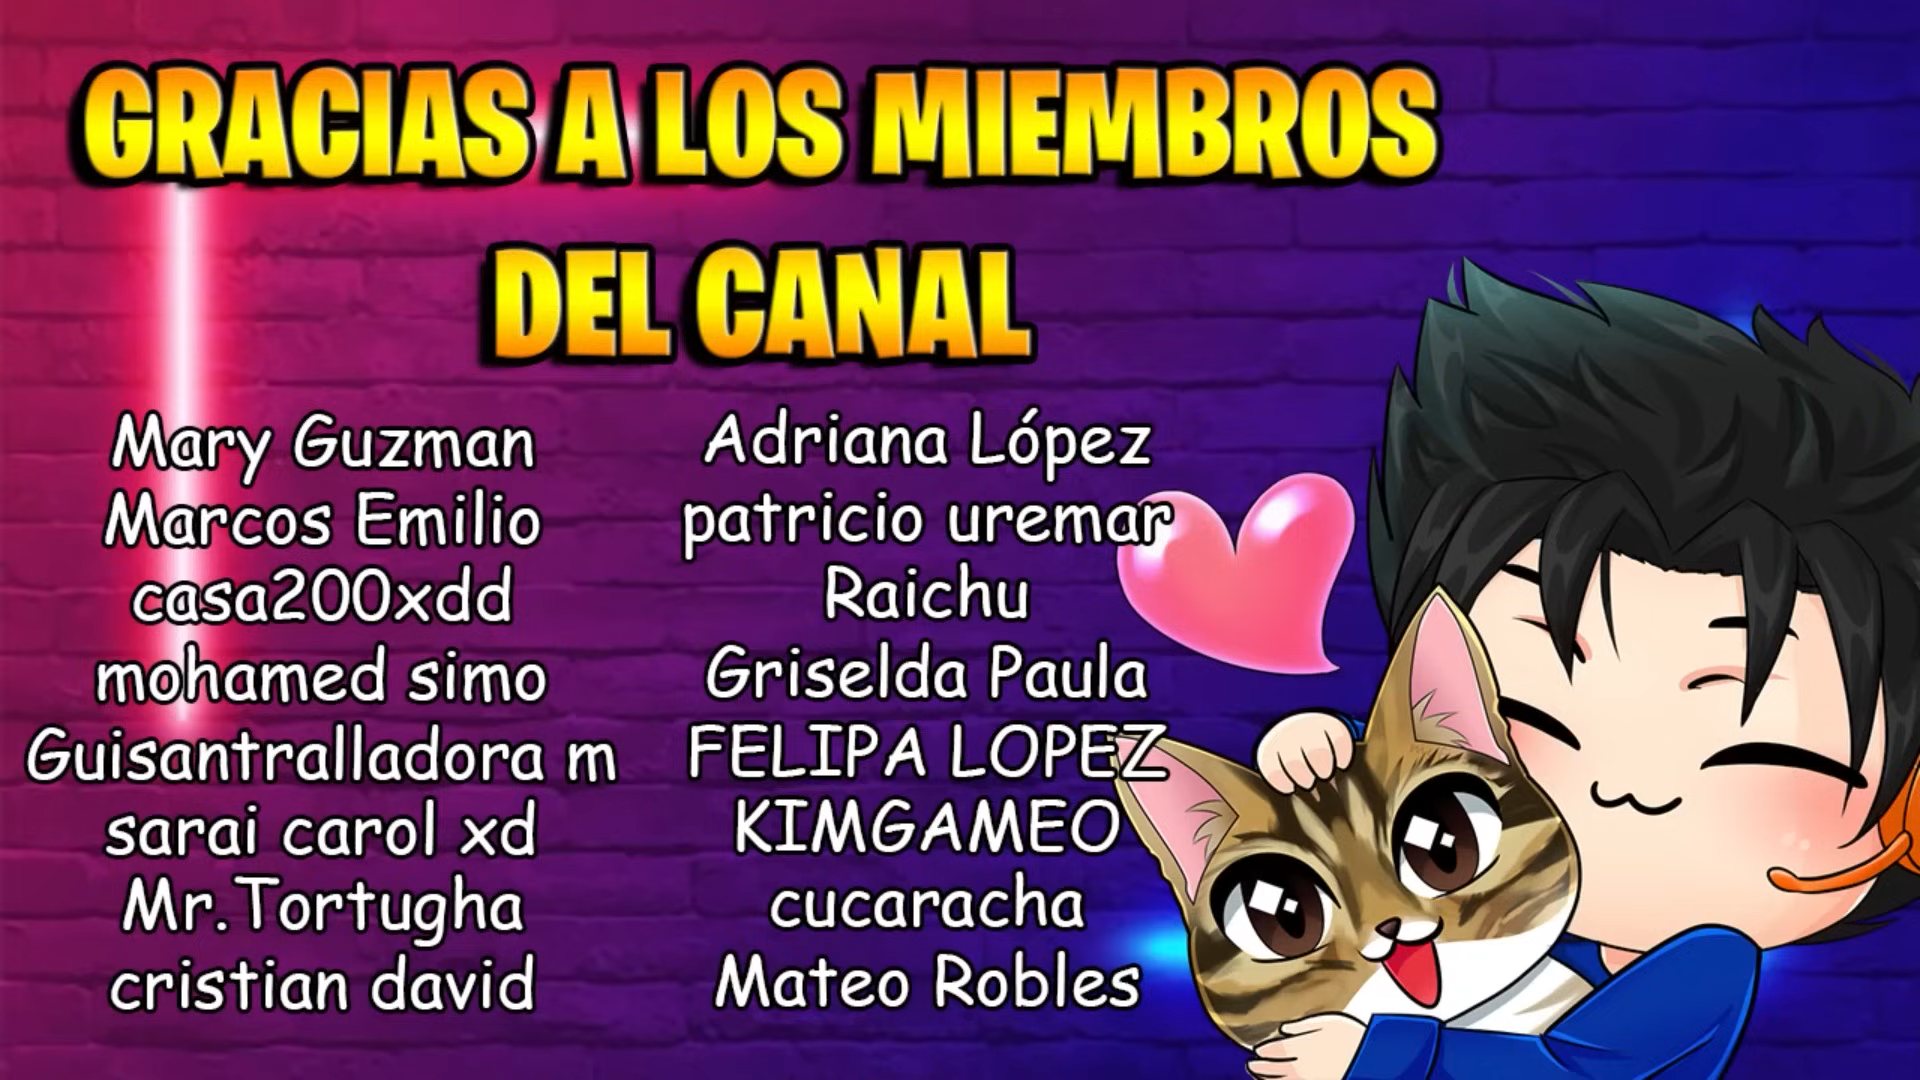 GRACIAS A LOS MIEMBROS
DEL CANAL
Mary Guzman
Marcos Emilio
casa200xdd
mohamed simo
Guisantralladora m
sarai carol xd
Mr.Tortugha
cristian david
Adriana López
patricio uremar
Raichu
Griselda Paula
FELIPA LOPEZ
KIMGAMEO
cucaracha
Mateo Robles